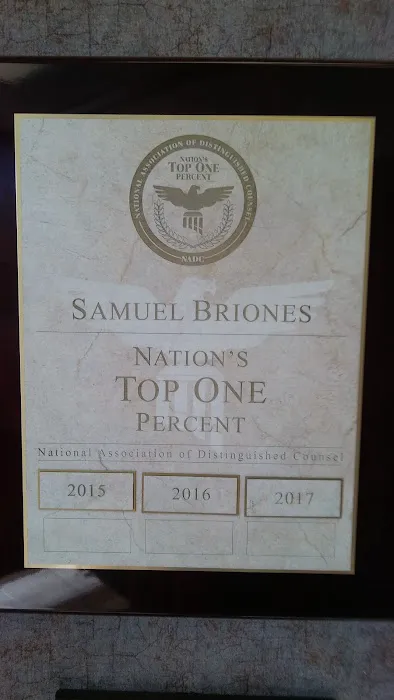 NATIONAL ASSOCIATION OF DISTINGUISHED COUNSEL
NATION'S
TOP ONE
PERCENT
NADC
SAMUEL BRIONES
NATION'S
TOP ONE
PERCENT
National Association of Distinguished Counsel
2015
2016
2017